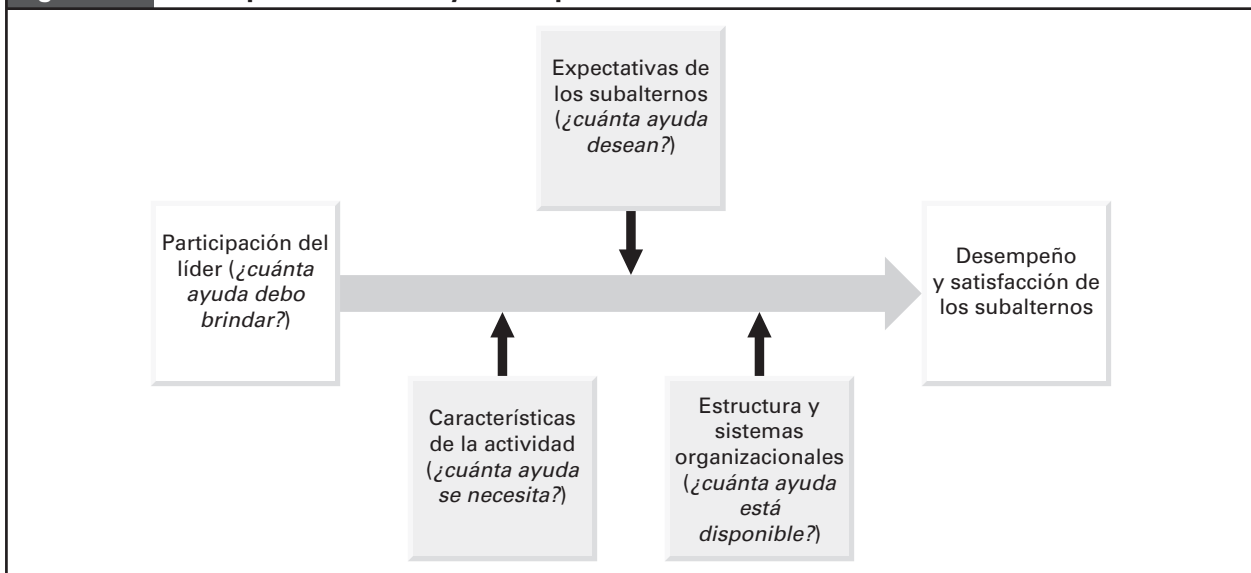 Expectativas de
los subalternos
(¿cuánta ayuda
desean?)
Participación del
líder (¿cuánta
ayuda debo
brindar?)
Desempeño
y satisfacción de
los subalternos
Características
de la actividad
(¿cuánta ayuda
se necesita?)
Estructura y
sistemas
organizacionales
(¿cuánta ayuda
está
disponible?)